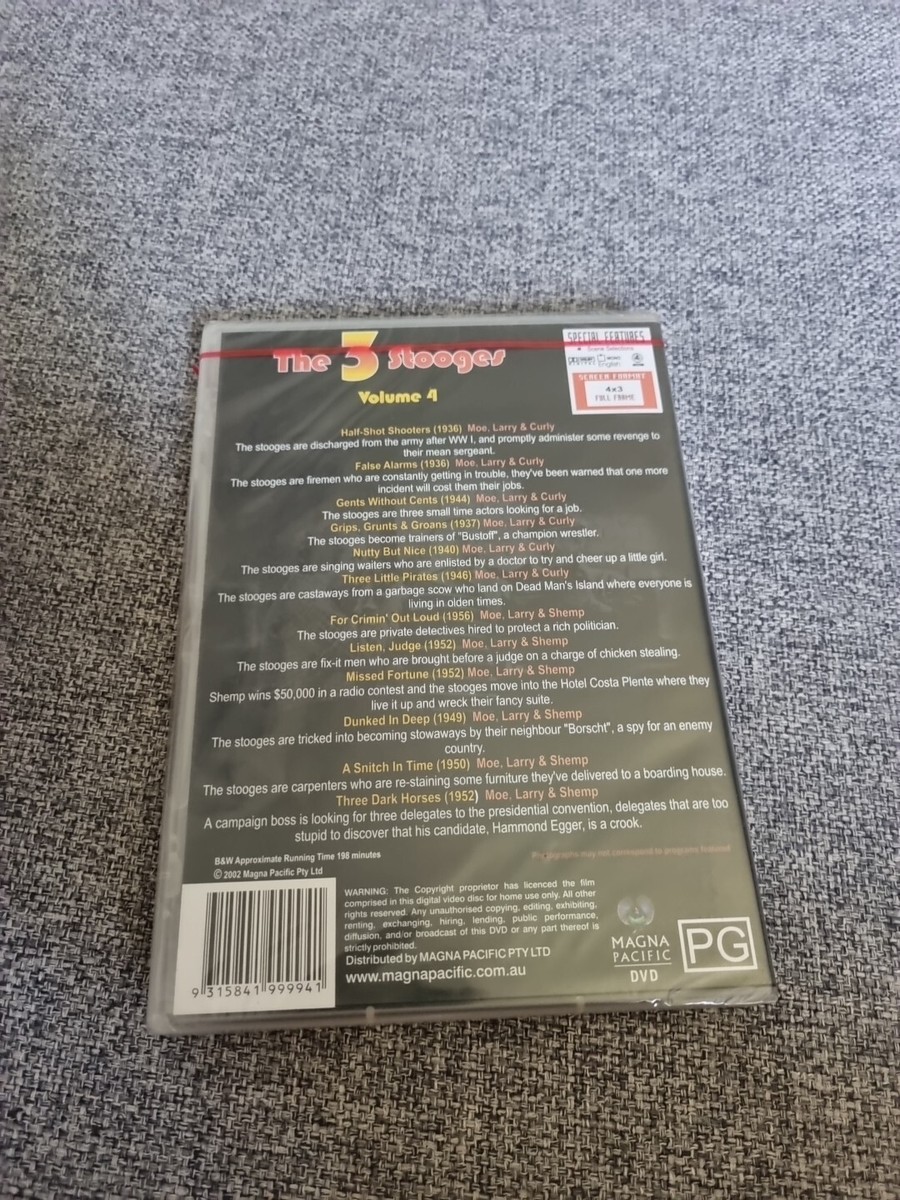 The 3 Stooges
Volume 4
SPECIAL FEATURES
Scene Selections
English
SCREEN FORMAT
4x3
FULL FRAME
Half-Shot Shooters (1936) Moe, Larry & Curly
The stooges are discharged from the army after WW I, and promptly administer some revenge to
their mean sergeant.
False Alarms (1936) Moe, Larry & Curly
The stooges are firemen who are constantly getting in trouble, they've been warned that one more
incident will cost them their jobs.
Gents Without Cents (1944) Moe, Larry & Curly
The stooges are three small time actors looking for a job.
Grips, Grunts & Groans (1937) Moe, Larry & Curly
The stooges become trainers of "Bustoff", a champion wrestler.
Nutty But Nice (1940) Moe, Larry & Curly
The stooges are singing waiters who are enlisted by a doctor to try and cheer up a little girl.
Three Little Pirates (1946) Moe, Larry & Curly
The stooges are castaways from a garbage scow who land on Dead Man's Island where everyone is
living in olden times.
For Crimin' Out Loud (1956) Moe, Larry & Shemp
The stooges are private detectives hired to protect a rich politician.
Listen, Judge (1952) Moe, Larry & Shemp
The stooges are fix-it men who are brought before a judge on a charge of chicken stealing.
Missed Fortune (1952) Moe, Larry & Shemp
Shemp wins $50,000 in a radio contest and the stooges move into the Hotel Costa Plente where they
live it up and wreck their fancy suite.
Dunked In Deep (1949) Moe, Larry & Shemp
The stooges are tricked into becoming stowaways by their neighbour "Borscht", a spy for an enemy
country.
A Snitch In Time (1950) Moe, Larry & Shemp
The stooges are carpenters who are re-staining some furniture they've delivered to a boarding house.
Three Dark Horses (1952) Moe, Larry & Shemp
A campaign boss is looking for three delegates to the presidential convention, delegates that are too
stupid to discover that his candidate, Hammond Egger, is a crook.
B&W Approximate Running Time 198 minutes
© 2002 Magna Pacific Pty Ltd
Photographs may not correspond to programs featured
WARNING: The Copyright proprietor has licenced the film
comprised in this digital video disc for home use only. All other
rights reserved. Any unauthorised copying, editing, exhibiting,
renting, exchanging, hiring, lending, public performance,
diffusion, and/or broadcast of this DVD or any part thereof is
strictly prohibited.
Distributed by MAGNA PACIFIC PTY LTD
www.magnapacific.com.au
9 315841 999941
MAGNA
PACIFIC
DVD
PG